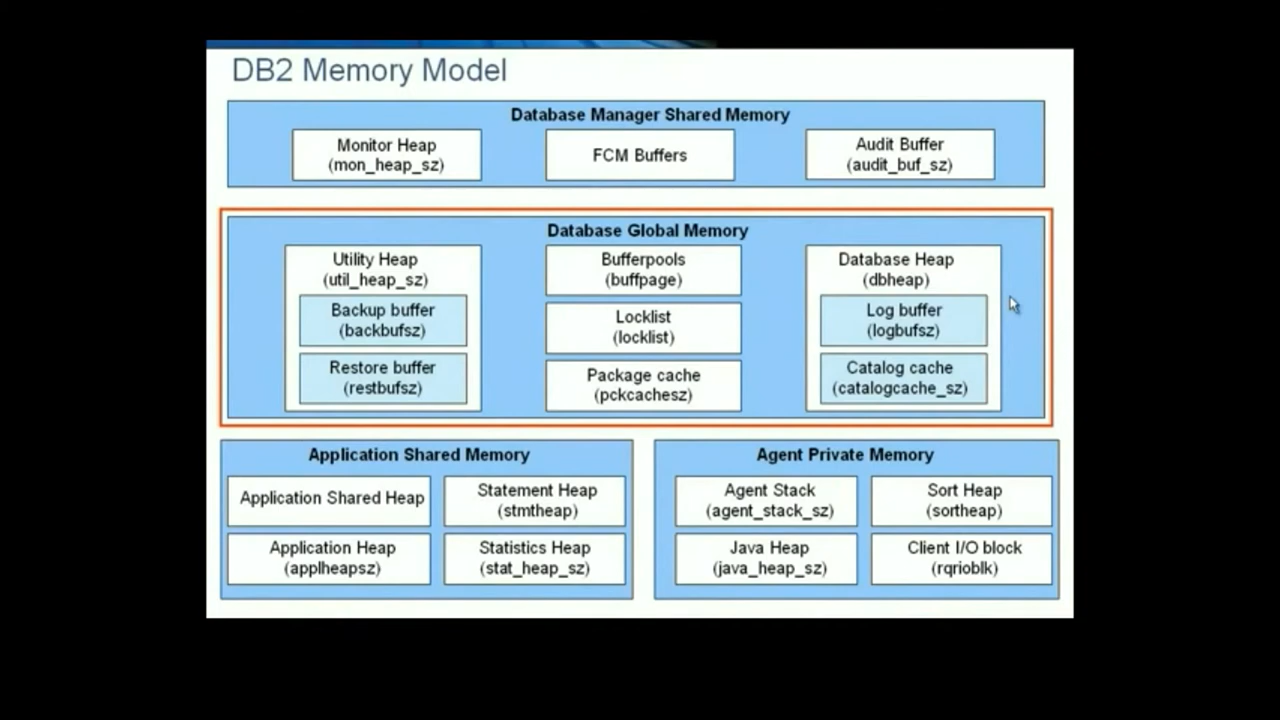 DB2 Memory Model
Database Manager Shared Memory
Monitor Heap
(mon_heap_sz)
FCM Buffers
Audit Buffer
(audit_buf_sz)
Database Global Memory
Utility Heap
(util_heap_sz)
Backup buffer
(backbufsz)
Restore buffer
(restbufsz)
Bufferpools
(buffpage)
Locklist
(locklist)
Package cache
(pckcachesz)
Database Heap
(dbheap)
Log buffer
(logbufsz)
Catalog cache
(catalogcache_sz)
Application Shared Memory
Application Shared Heap
Statement Heap
(stmtheap)
Application Heap
(applheapsz)
Statistics Heap
(stat_heap_sz)
Agent Private Memory
Agent Stack
(agent_stack_sz)
Sort Heap
(sortheap)
Java Heap
(java_heap_sz)
Client I/O block
(rqrioblk)